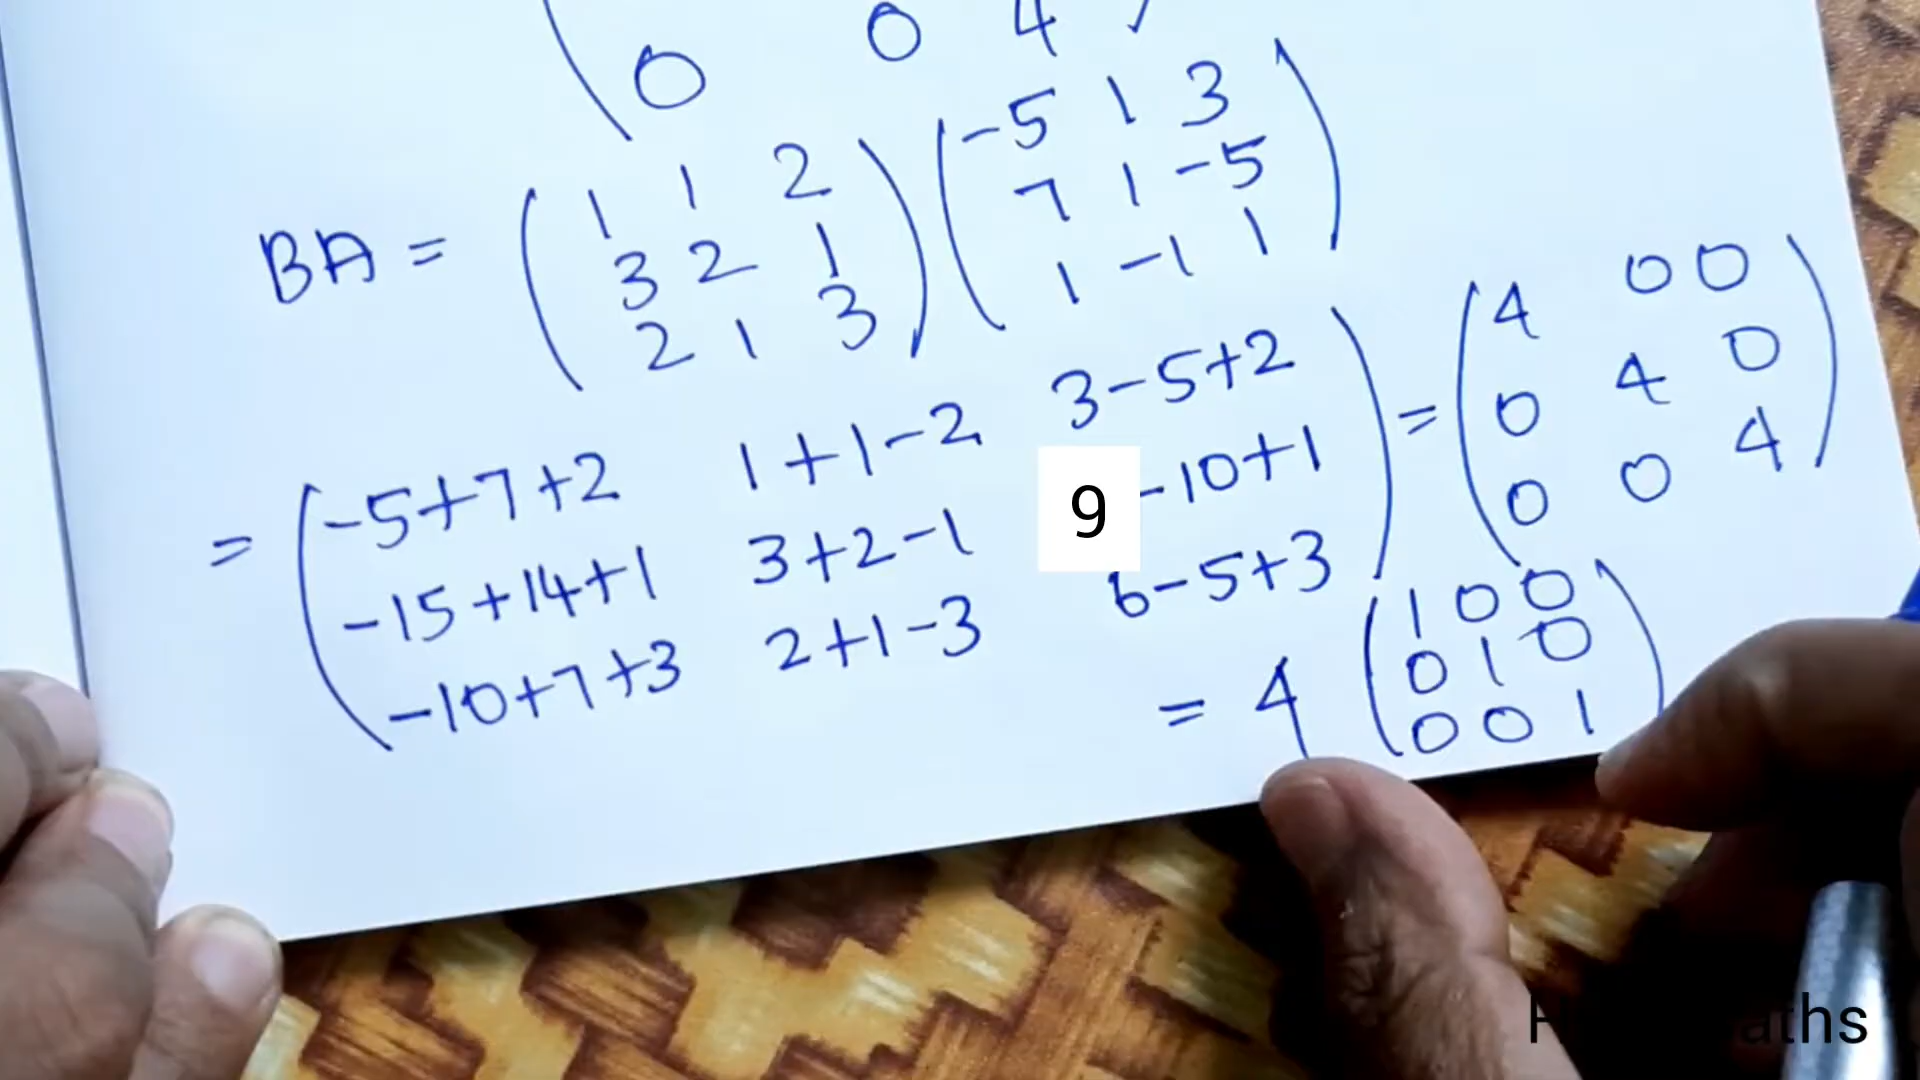 0 0 4
BA = ( 1 1 2 ) ( -5 1 3 )
3 2 1 7 1 -5
2 1 3 1 -1 1
= ( -5+7+2 1+1-2 3-5+2 ) = ( 4 0 0 )
-15+14+1 3+2-1 9-10+1 0 4 0
-10+7+3 2+1-3 6-5+3 0 0 4
= 4 ( 1 0 0 )
0 1 0
0 0 1